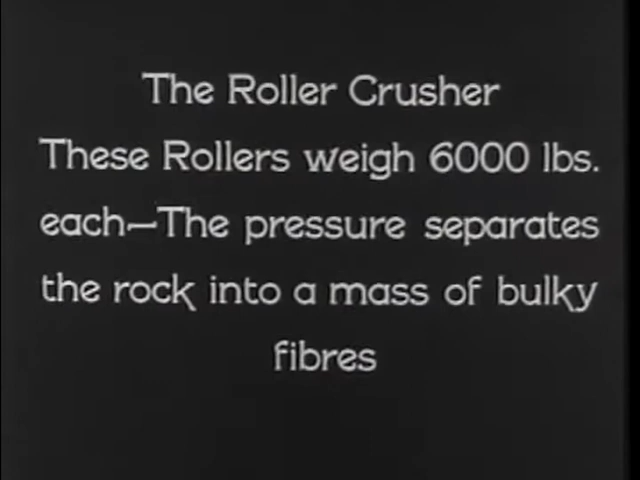 The Roller Crusher
These Rollers weigh 6000 lbs.
each—The pressure separates
the rock into a mass of bulky
fibres